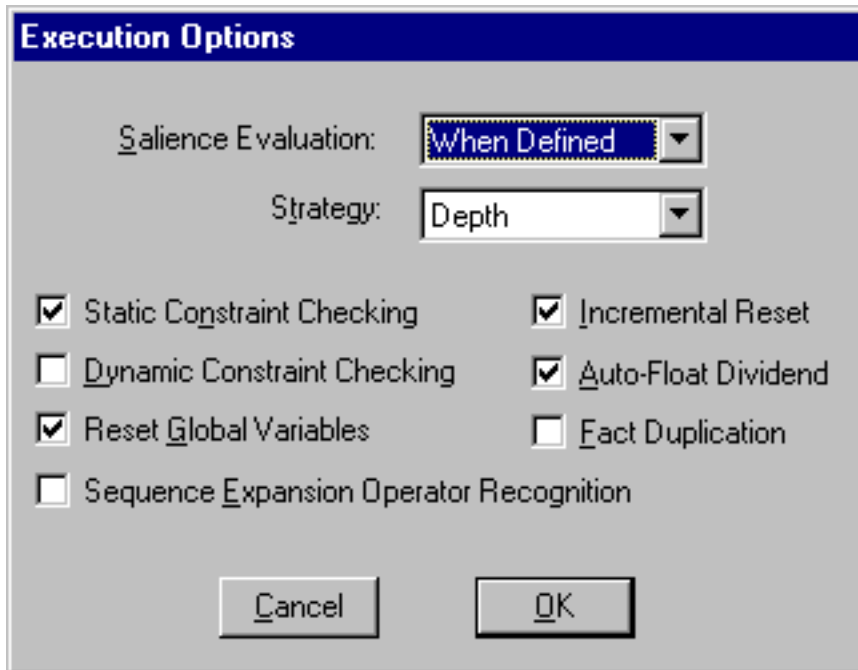 Execution Options
Salience Evaluation: When Defined
Strategy: Depth
Static Constraint Checking Incremental Reset
Dynamic Constraint Checking Auto-Float Dividend
Reset Global Variables Fact Duplication
Sequence Expansion Operator Recognition
Cancel OK